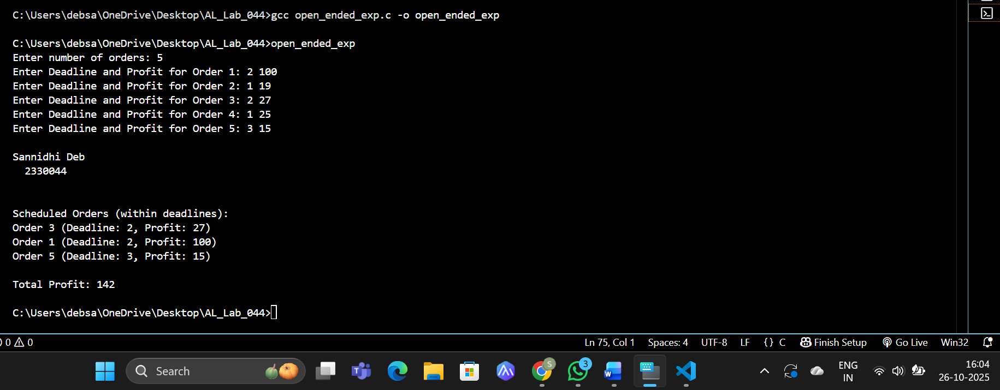 C:\Users\debsa\OneDrive\Desktop\AL_Lab_044>gcc open_ended_exp.c -o open_ended_exp
C:\Users\debsa\OneDrive\Desktop\AL_Lab_044>open_ended_exp
Enter number of orders: 5
Enter Deadline and Profit for Order 1: 2 100
Enter Deadline and Profit for Order 2: 1 19
Enter Deadline and Profit for Order 3: 2 27
Enter Deadline and Profit for Order 4: 1 25
Enter Deadline and Profit for Order 5: 3 15
Sannidhi Deb
2330044
Scheduled Orders (within deadlines):
Order 3 (Deadline: 2, Profit: 27)
Order 1 (Deadline: 2, Profit: 100)
Order 5 (Deadline: 3, Profit: 15)
Total Profit: 142
C:\Users\debsa\OneDrive\Desktop\AL_Lab_044>
0 0 Ln 75, Col 1 Spaces: 4 UTF-8 LF {} C Finish Setup Go Live Win32
Search S 3 W ENG 16:04
IN 26-10-2025